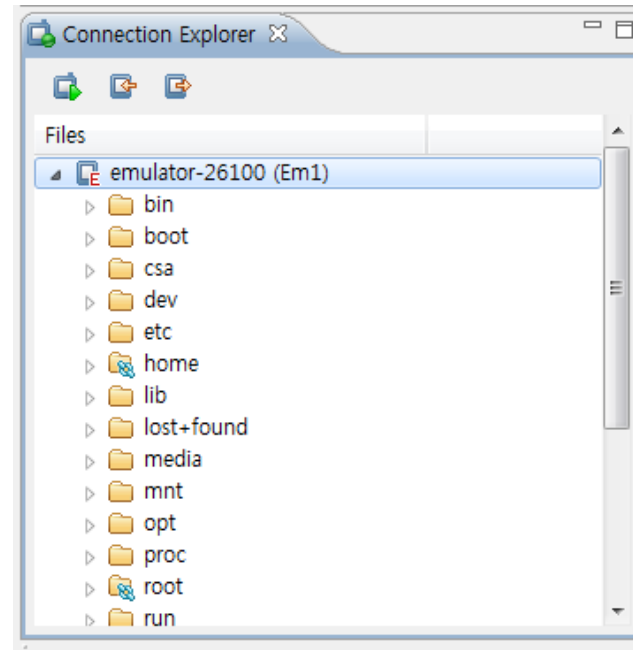 Connection Explorer
Files
emulator-26100 (Em1)
bin
boot
csa
dev
etc
home
lib
lost+found
media
mnt
opt
proc
root
run